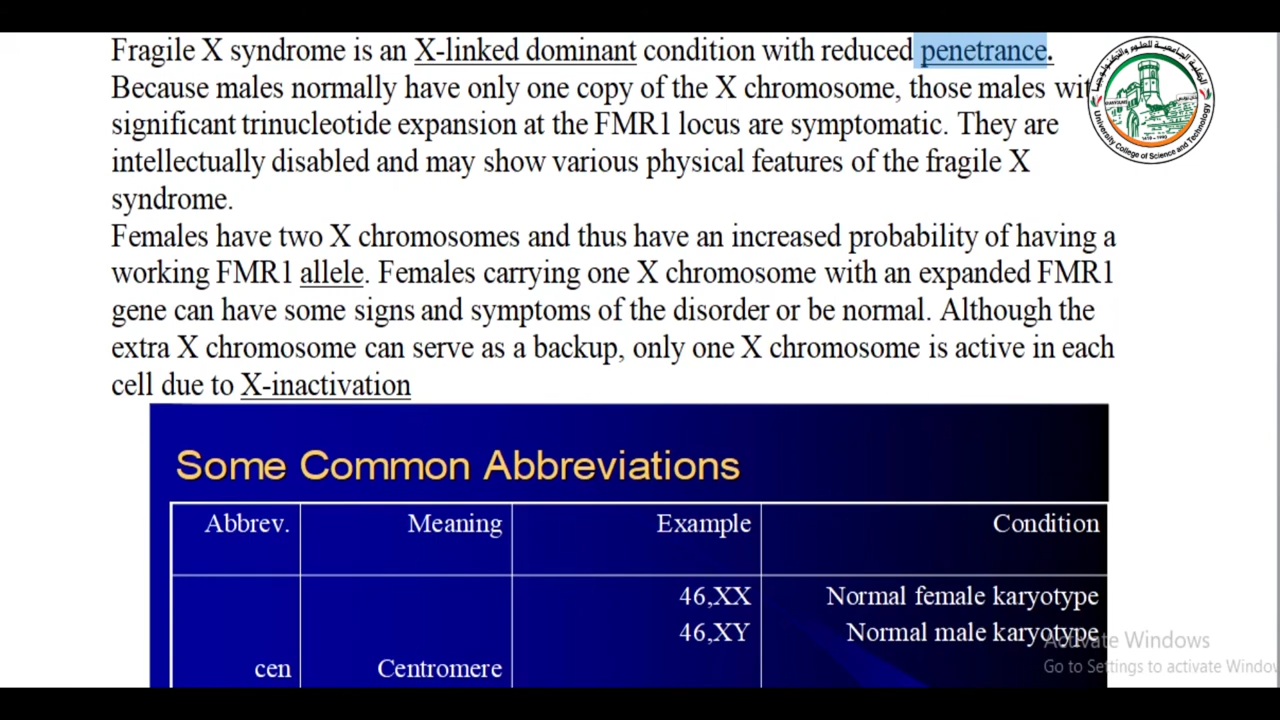 Fragile X syndrome is an X-linked dominant condition with reduced penetrance.
Because males normally have only one copy of the X chromosome, those males wit
significant trinucleotide expansion at the FMR1 locus are symptomatic. They are
intellectually disabled and may show various physical features of the fragile X
syndrome.
Females have two X chromosomes and thus have an increased probability of having a
working FMR1 allele. Females carrying one X chromosome with an expanded FMR1
gene can have some signs and symptoms of the disorder or be normal. Although the
extra X chromosome can serve as a backup, only one X chromosome is active in each
cell due to X-inactivation
University College of Science and Technology
Some Common Abbreviations
Abbrev. Meaning Example Condition
46,XX Normal female karyotype
46,XY Normal male karyotype
cen Centromere
Activate Windows
Go to Settings to activate Windo